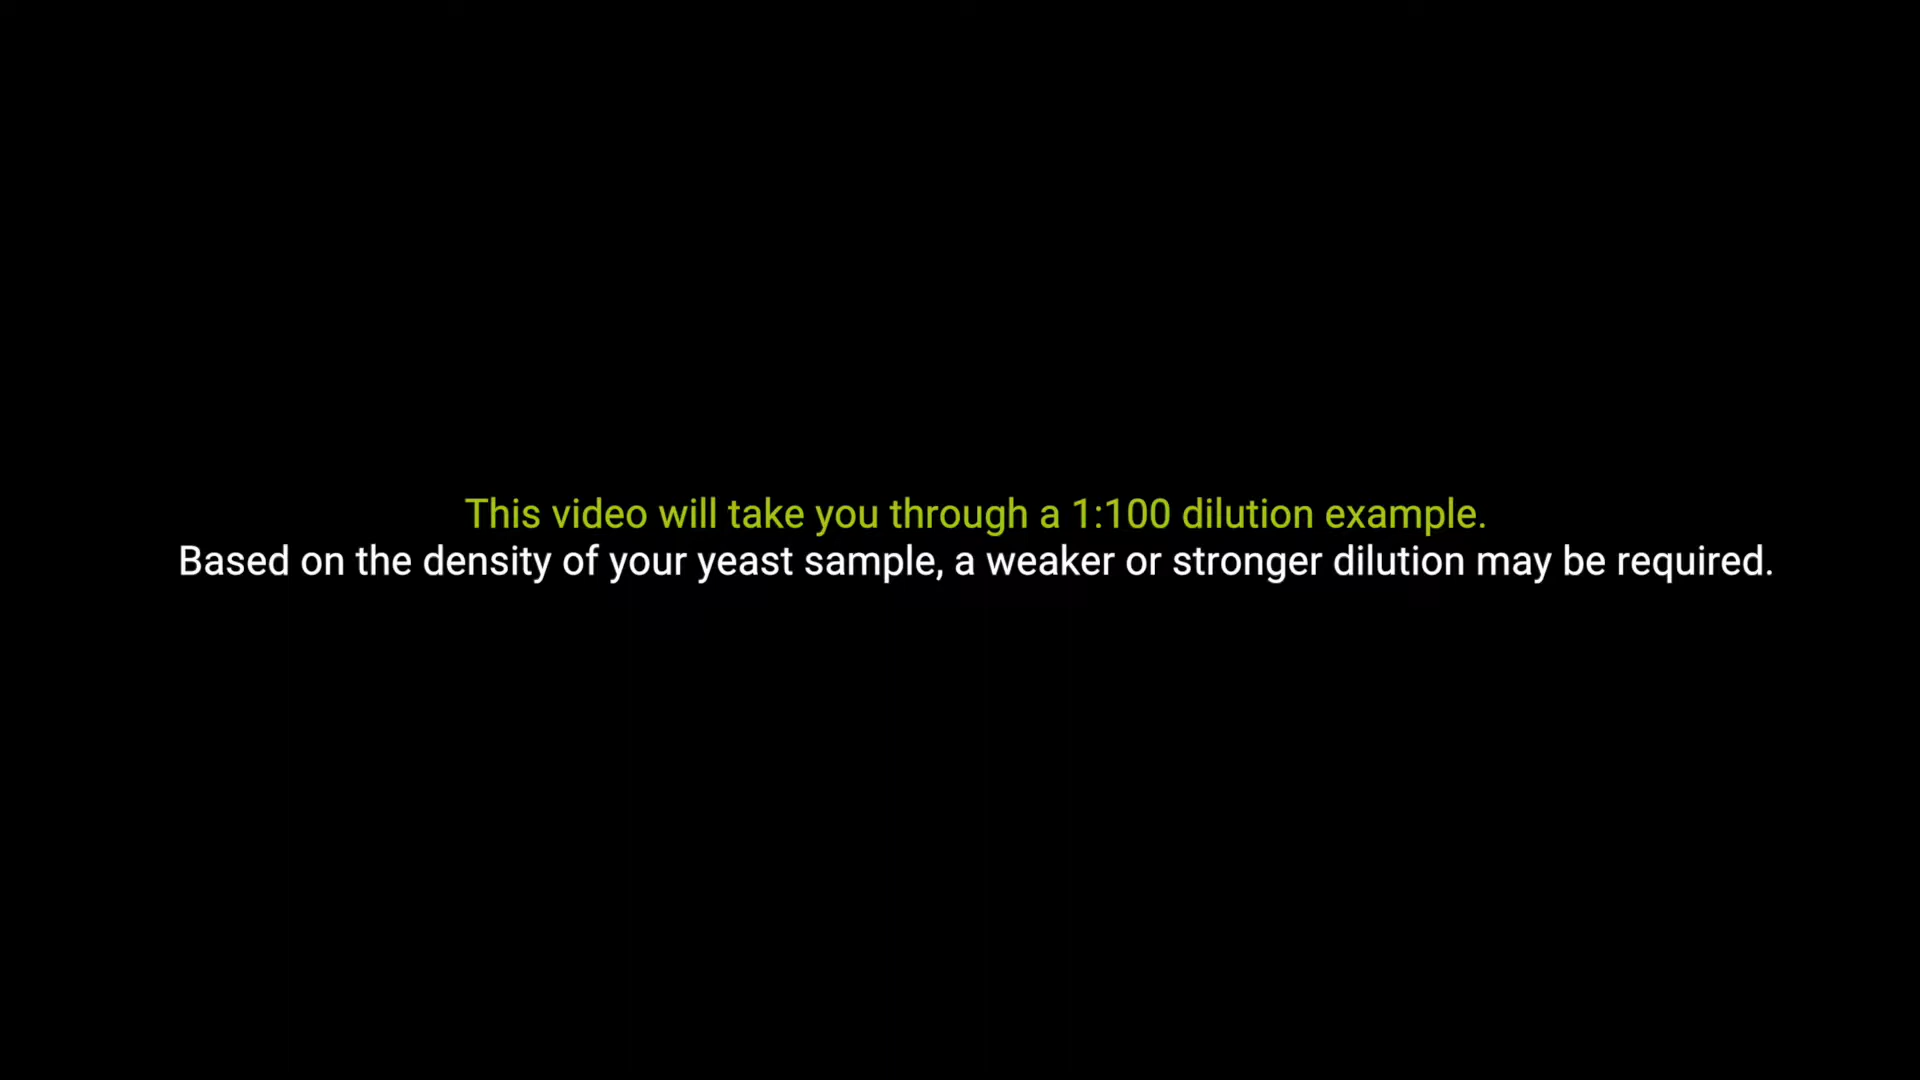 This video will take you through a 1:100 dilution example.
Based on the density of your yeast sample, a weaker or stronger dilution may be required.